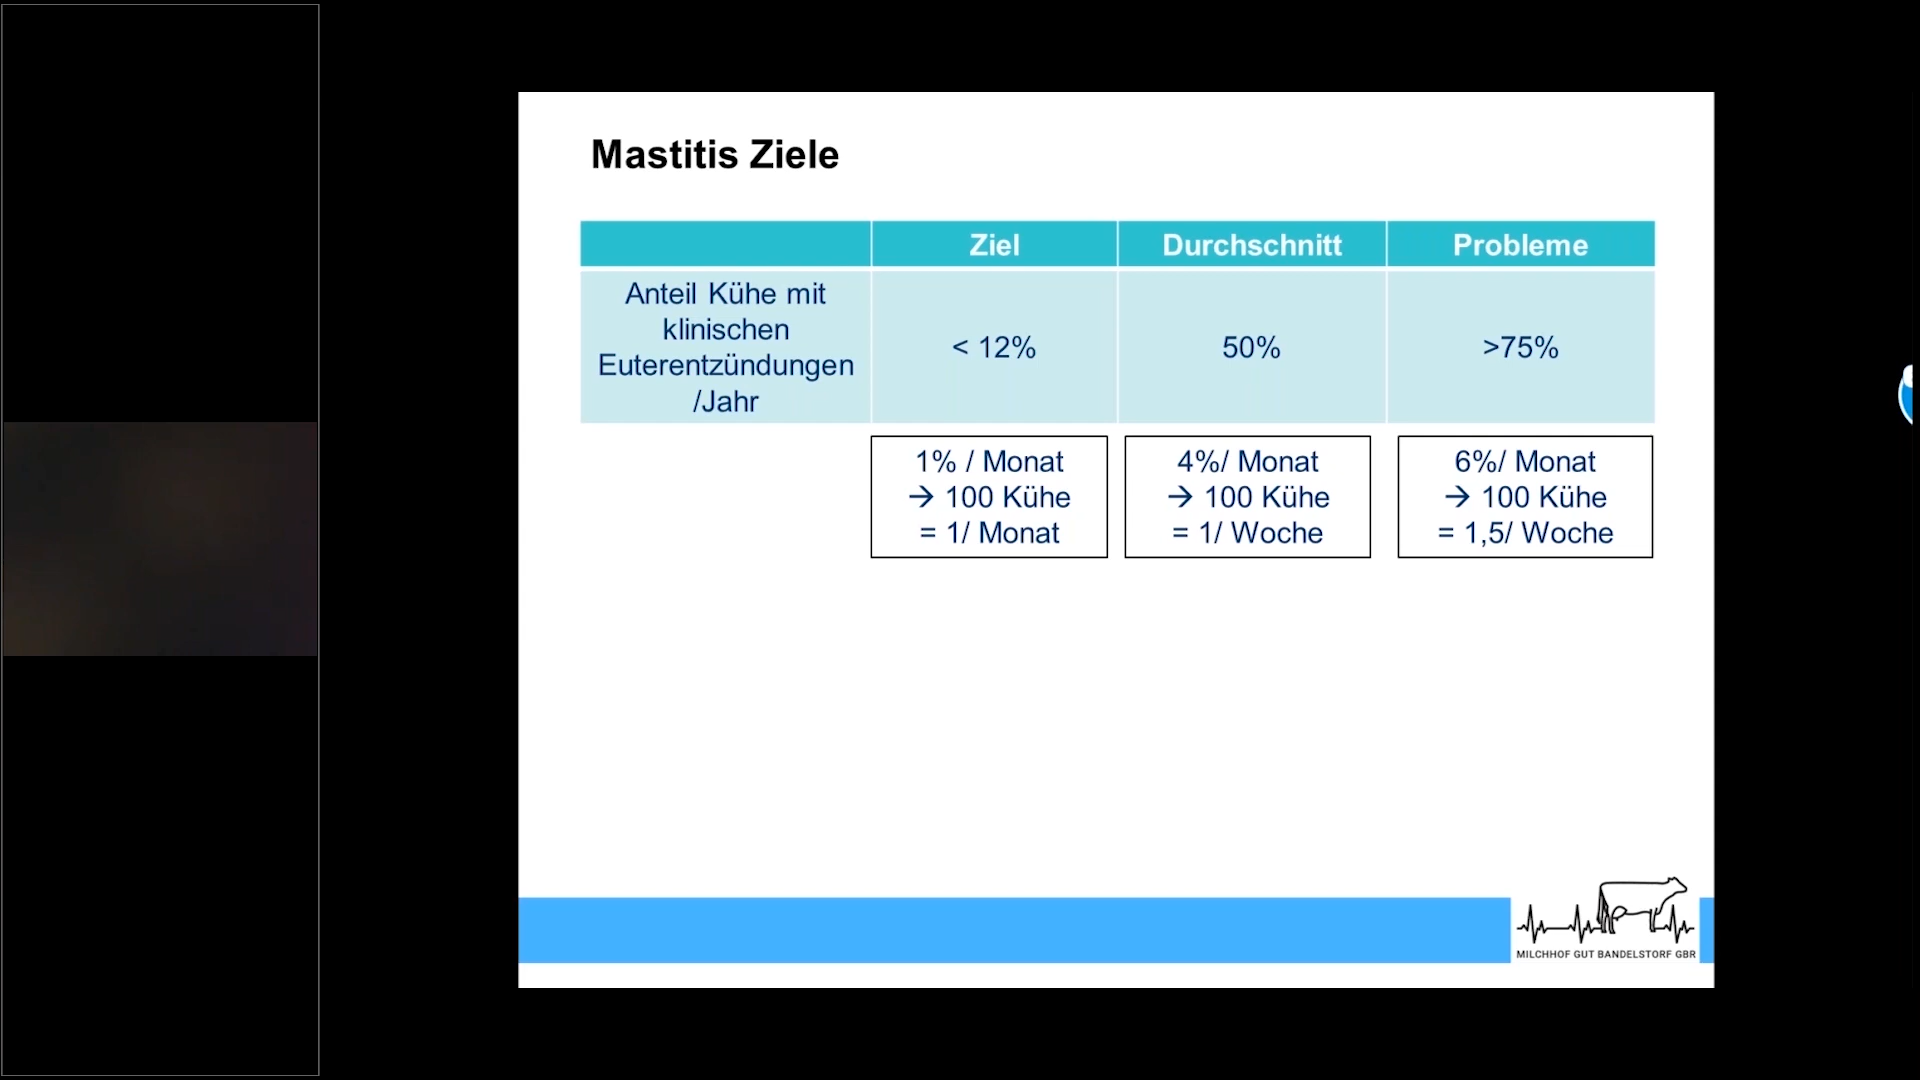 Mastitis Ziele
Ziel
Durchschnitt
Probleme
Anteil Kühe mit
klinischen
Euterentzündungen
/Jahr
< 12%
50%
>75%
1% / Monat
→ 100 Kühe
= 1/ Monat
4%/ Monat
→ 100 Kühe
= 1/ Woche
6%/ Monat
→ 100 Kühe
= 1,5/ Woche
MILCHHOF GUT BANDELSTORF GBR